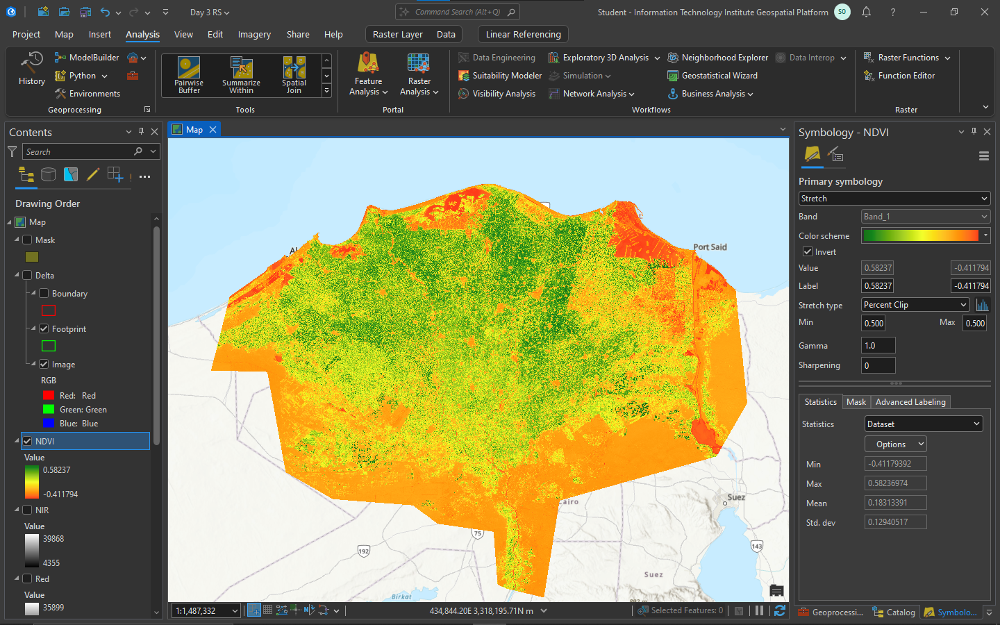 Day 3 RS
Command Search (Alt+Q)
Student - Information Technology Institute Geospatial Platform
SO
?
Project
Map
Insert
Analysis
View
Edit
Imagery
Share
Help
Raster Layer
Data
Linear Referencing
History
ModelBuilder
Python
Environments
Geoprocessing
Pairwise
Buffer
Summarize
Within
Spatial
Join
Tools
Feature
Analysis
Raster
Analysis
Portal
Data Engineering
Suitability Modeler
Visibility Analysis
Exploratory 3D Analysis
Simulation
Network Analysis
Neighborhood Explorer
Geostatistical Wizard
Business Analysis
Data Interop
Workflows
Raster Functions
Function Editor
Raster
Contents
Search
Drawing Order
Map
Mask
Delta
Boundary
Footprint
Image
RGB
Red: Red
Green: Green
Blue: Blue
NDVI
Value
0.58237
-0.411794
NIR
Value
39868
4355
Red
Value
35899
Map
Al
Port Said
Cairo
Suez
75
192
143
Suez
Birkat
892 m
1:1,487,332
434,844.20E 3,318,195.71N m
Selected Features: 0
Symbology - NDVI
Primary symbology
Stretch
Band
Band_1
Color scheme
Invert
Value
0.58237
-0.411794
Label
0.58237
-0.411794
Stretch type
Percent Clip
Min
0.500
Max
0.500
Gamma
1.0
Sharpening
0
Statistics
Mask
Advanced Labeling
Statistics
Dataset
Options
Min
-0.41179392
Max
0.58236974
Mean
0.18313391
Std. dev
0.12940517
Geoprocessi...
Catalog
Symbolo...